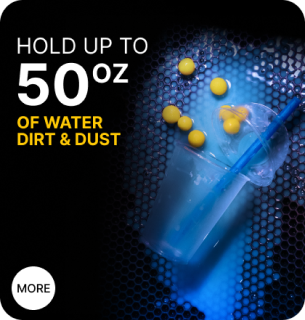 HOLD UP TO
50oz
OF WATER
DIRT & DUST
MORE